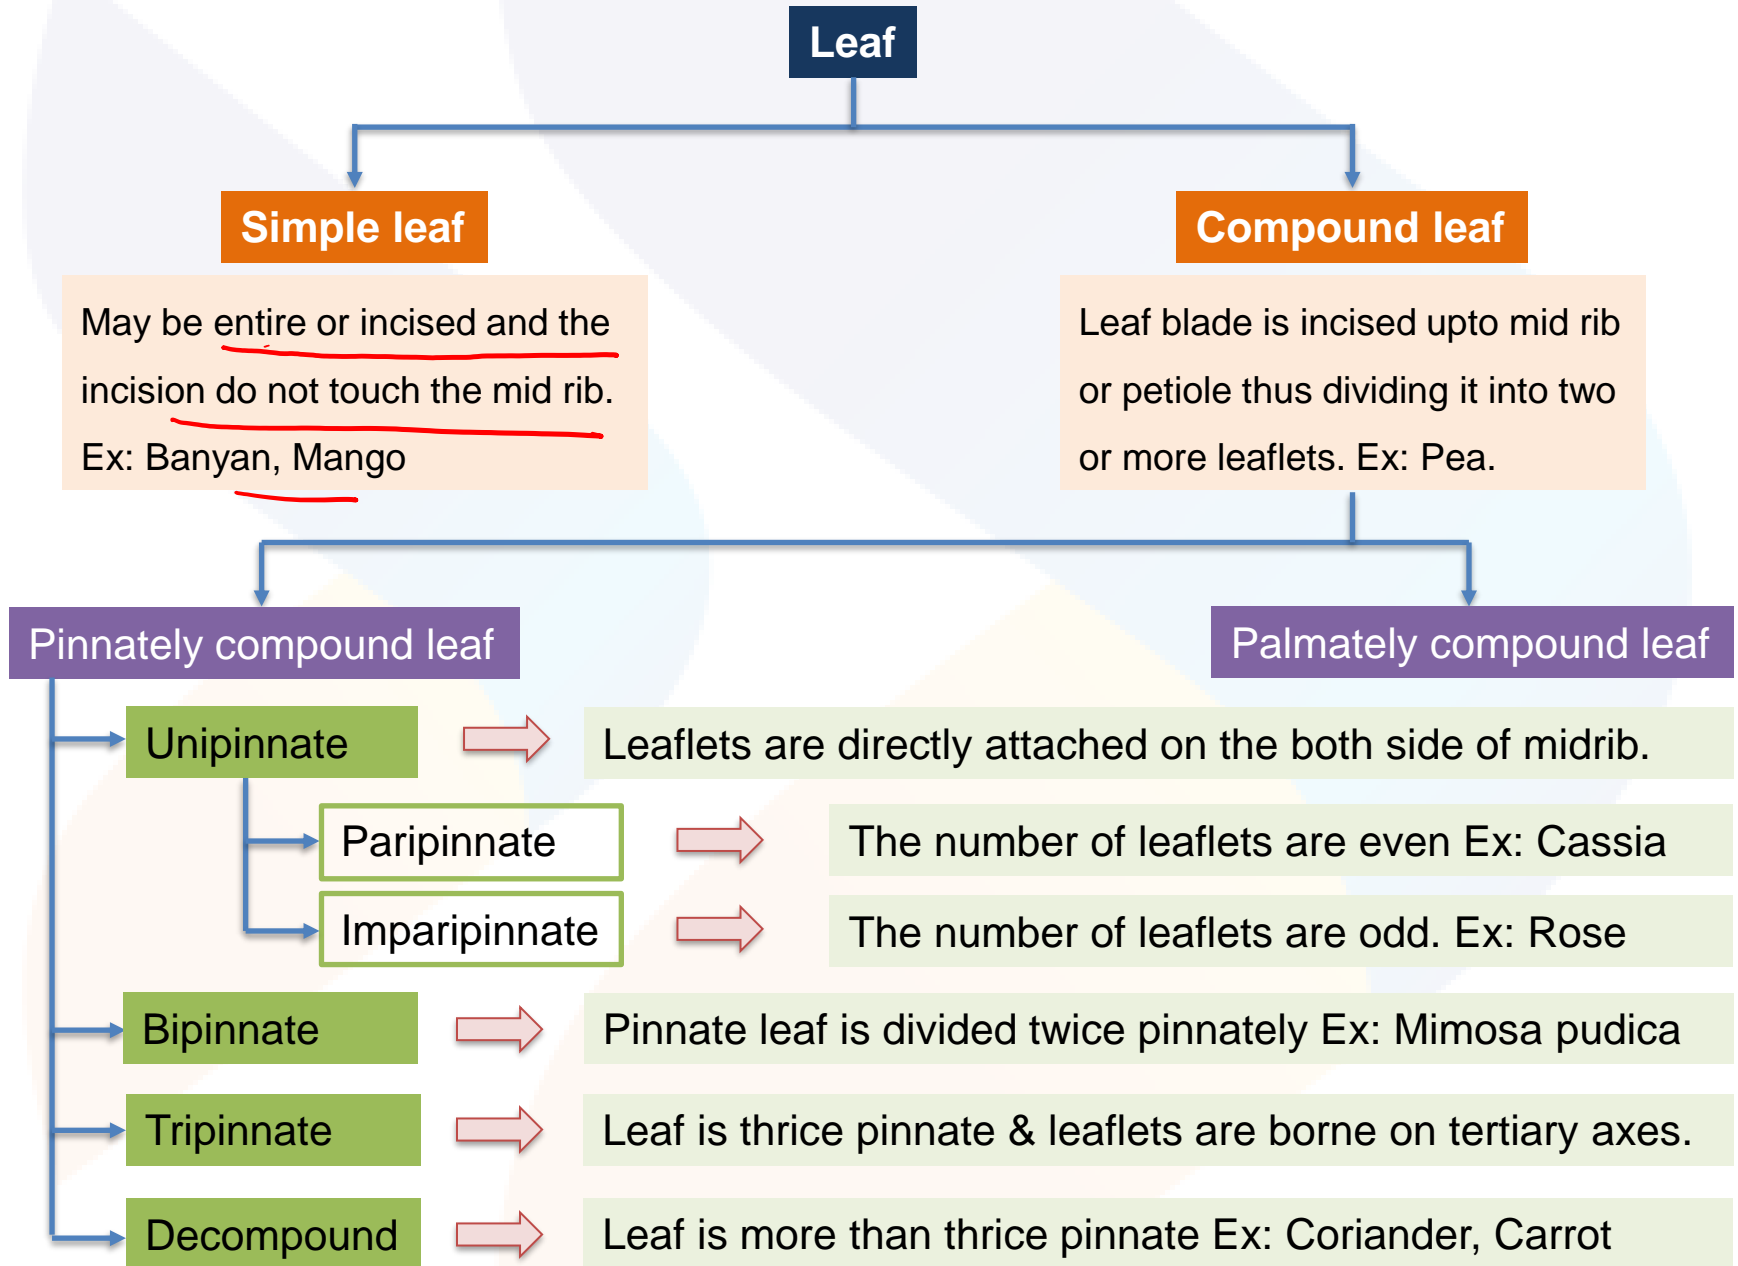 Leaf
Simple leaf
Compound leaf
May be entire or incised and the
incision do not touch the mid rib.
Ex: Banyan, Mango
Leaf blade is incised upto mid rib
or petiole thus dividing it into two
or more leaflets. Ex: Pea.
Pinnately compound leaf
Palmately compound leaf
Unipinnate
Leaflets are directly attached on the both side of midrib.
Paripinnate
The number of leaflets are even Ex: Cassia
Imparipinnate
The number of leaflets are odd. Ex: Rose
Bipinnate
Pinnate leaf is divided twice pinnately Ex: Mimosa pudica
Tripinnate
Leaf is thrice pinnate & leaflets are borne on tertiary axes.
Decompound
Leaf is more than thrice pinnate Ex: Coriander, Carrot